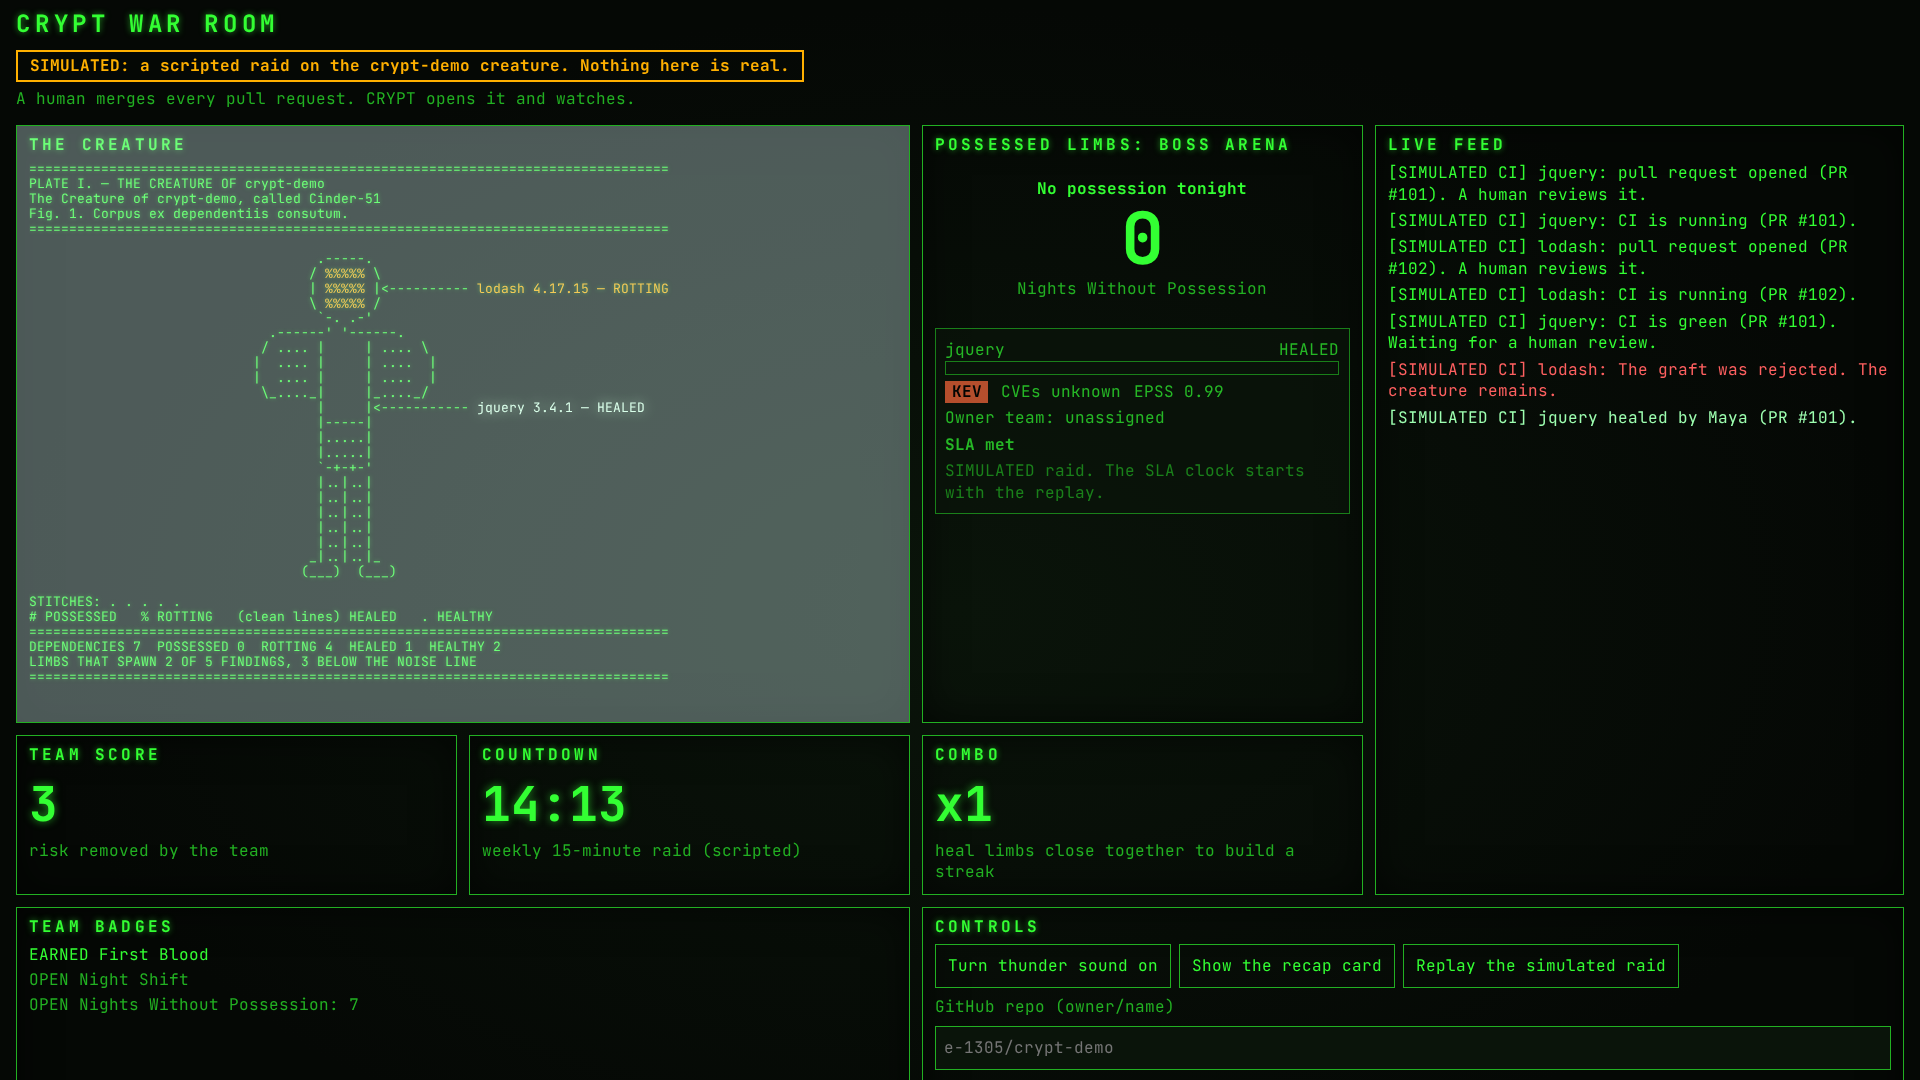 CRYPT WAR ROOM
SIMULATED: a scripted raid on the crypt-demo creature. Nothing here is real.
A human merges every pull request. CRYPT opens it and watches.
THE CREATURE
================================================================================
PLATE I. — THE CREATURE OF crypt-demo
The Creature of crypt-demo, called Cinder-51
Fig. 1. Corpus ex dependentiis consutum.
================================================================================
.-----.
/ %%%%% \
| %%%%% |<---------- lodash 4.17.15 — ROTTING
\ %%%%% /
`-. .-'
.------' '------.
/ .... |     | .... \
|  .... |     | ....  |
|  .... |     | ....  |
\_...._|     |_...._/
|     |<----------- jquery 3.4.1 — HEALED
|-----|
|.....|
|.....|
`-+-+-'
|..|..|
|..|..|
|..|..|
|..|..|
|..|..|
_|..|..|_
(___)  (___)
STITCHES: . . . . .
# POSSESSED   % ROTTING   (clean lines) HEALED   . HEALTHY
================================================================================
DEPENDENCIES 7  POSSESSED 0  ROTTING 4  HEALED 1  HEALTHY 2
LIMBS THAT SPAWN 2 OF 5 FINDINGS, 3 BELOW THE NOISE LINE
================================================================================
POSSESSED LIMBS: BOSS ARENA
No possession tonight
0
Nights Without Possession
jquery HEALED
KEV CVEs unknown EPSS 0.99
Owner team: unassigned
SLA met
SIMULATED raid. The SLA clock starts
with the replay.
LIVE FEED
[SIMULATED CI] jquery: pull request opened (PR
#101). A human reviews it.
[SIMULATED CI] jquery: CI is running (PR #101).
[SIMULATED CI] lodash: pull request opened (PR
#102). A human reviews it.
[SIMULATED CI] lodash: CI is running (PR #102).
[SIMULATED CI] jquery: CI is green (PR #101).
Waiting for a human review.
[SIMULATED CI] lodash: The graft was rejected. The
creature remains.
[SIMULATED CI] jquery healed by Maya (PR #101).
TEAM SCORE
3
risk removed by the team
COUNTDOWN
14:13
weekly 15-minute raid (scripted)
COMBO
x1
heal limbs close together to build a
streak
TEAM BADGES
EARNED First Blood
OPEN Night Shift
OPEN Nights Without Possession: 7
CONTROLS
Turn thunder sound on
Show the recap card
Replay the simulated raid
GitHub repo (owner/name)
e-1305/crypt-demo